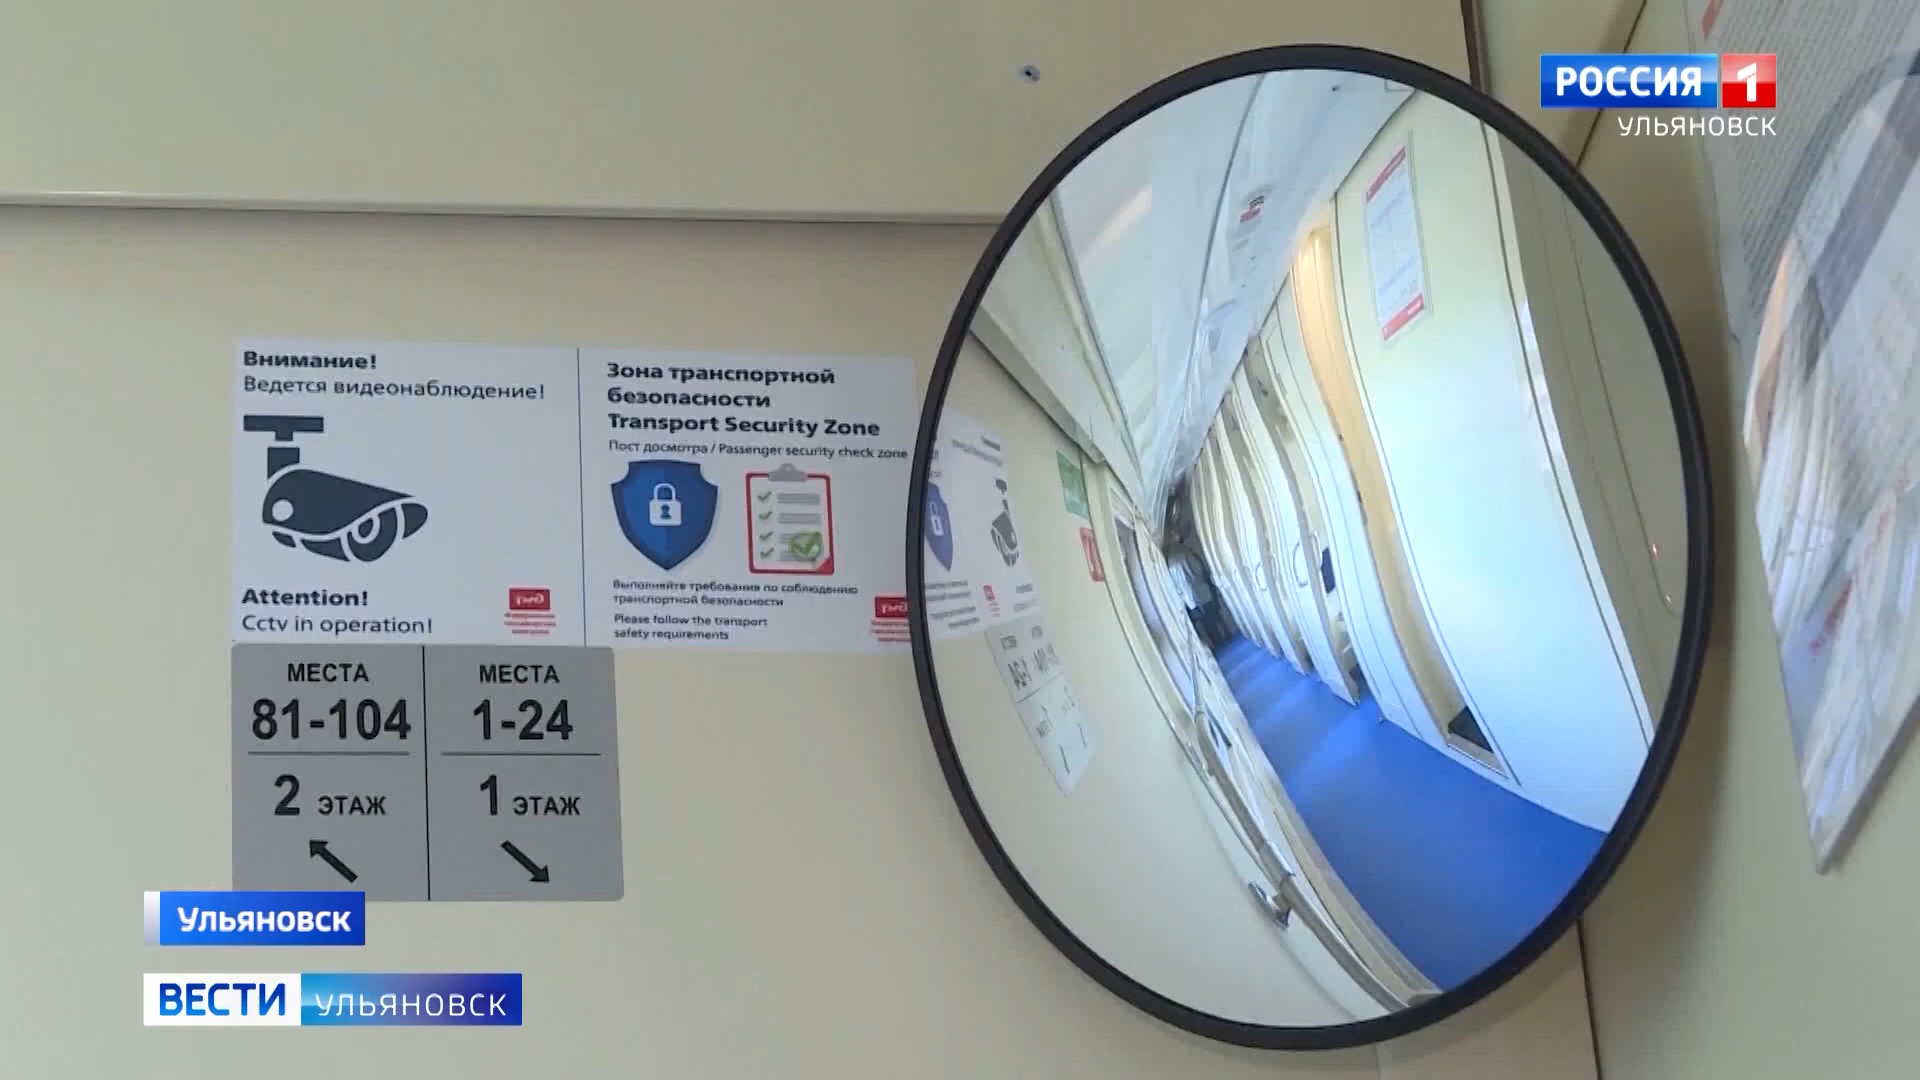 РОССИЯ 1
УЛЬЯНОВСК
Внимание!
Ведется видеонаблюдение!
Attention!
Cctv in operation!
Зона транспортной
безопасности
Transport Security Zone
Пост досмотра / Passenger security check zone
Выполняйте требования по соблюдению
транспортной безопасности
Please follow the transport
safety requirements
МЕСТА
81-104
2 ЭТАЖ
МЕСТА
1-24
1 ЭТАЖ
Ульяновск
ВЕСТИ УЛЬЯНОВСК